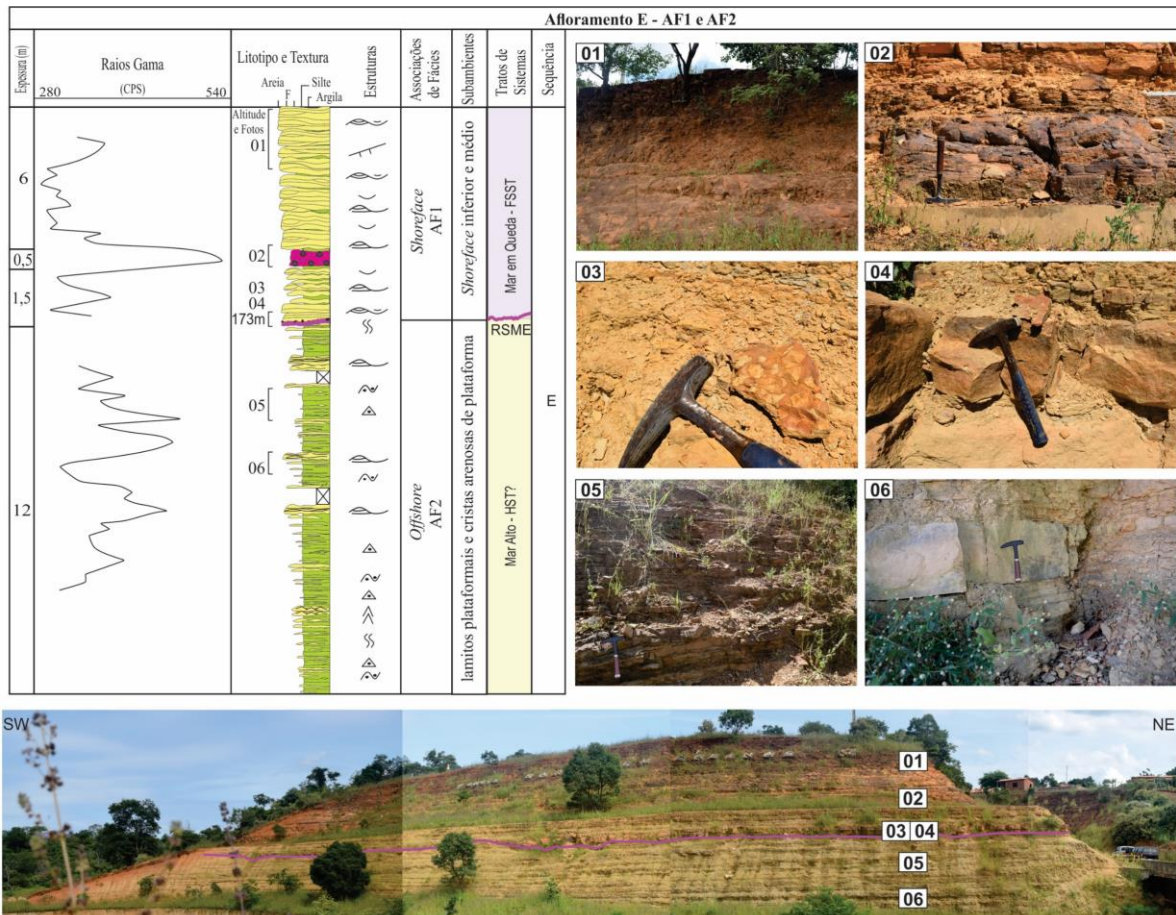 Afloramento E - AF1 e AF2
Espessura (m)
Raios Gama
(CPS)
280
540
Litotipo e Textura
Areia
F
Silte
Argila
Estruturas
Associações
de Fácies
Subambientes
Tratos de
Sistemas
Sequência
Altitude
e Fotos
01
02
03
04
173m
05
06
6
0,5
1,5
12
Shoreface
AF1
Offshore
AF2
Shoreface inferior e médio
lamitos plataformais e cristas arenosas de plataforma
Mar em Queda - FSST
RSME
Mar Alto - HST?
E
01
02
03
04
05
06
SW
NE
01
02
03 04
05
06